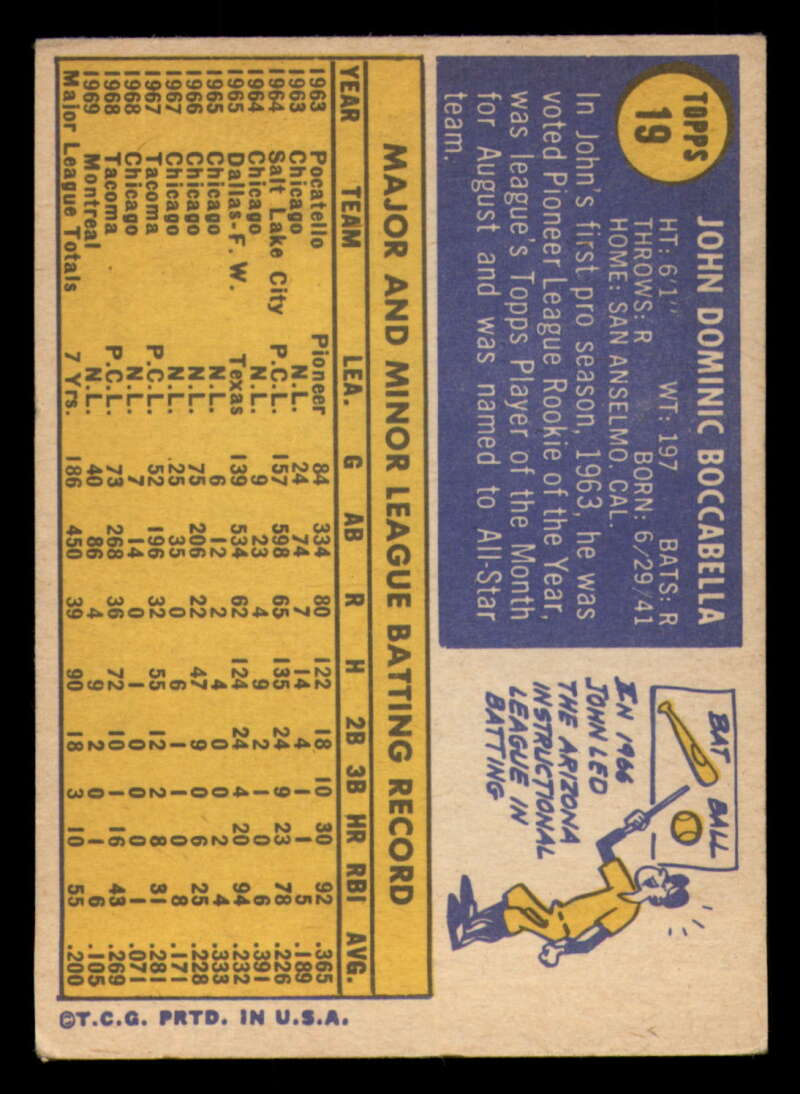 TOPPS
19
JOHN DOMINIC BOCCABELLA
HT: 6'1" WT: 197 BATS: R
THROWS: R BORN: 6/29/41
HOME: SAN ANSELMO, CAL.
In John's first pro season, 1963, he was
voted Pioneer League Rookie of the Year,
was league's Topps Player of the Month
for August and was named to All-Star
team.
BAT BALL
IN 1966
JOHN LED
THE ARIZONA
INSTRUCTIONAL
LEAGUE IN
BATTING
MAJOR AND MINOR LEAGUE BATTING RECORD
YEAR TEAM LEA. G AB R H 2B 3B HR RBI AVG.
1963 Pocatello Pioneer 84 334 80 122 18 10 30 92 .365
1963 Chicago N.L. 24 74 7 14 4 1 1 5 .189
1964 Salt Lake City P.C.L. 157 598 65 135 24 9 23 78 .226
1964 Chicago N.L. 9 23 4 9 2 1 0 6 .391
1965 Dallas-F.W. Texas 139 534 62 124 24 4 20 94 .232
1965 Chicago N.L. 6 12 2 4 0 0 2 4 .333
1966 Chicago N.L. 75 206 22 47 9 0 6 25 .228
1967 Chicago N.L. 25 35 0 6 1 1 0 8 .171
1967 Tacoma P.C.L. 52 196 32 55 12 2 8 31 .281
1968 Chicago N.L. 7 14 0 1 0 0 0 1 .071
1968 Tacoma P.C.L. 73 268 36 72 10 1 16 43 .269
1969 Montreal N.L. 40 86 4 9 2 0 1 6 .105
Major League Totals 7 Yrs. 186 450 39 90 18 3 10 55 .200
©T.C.G. PRTD. IN U.S.A.